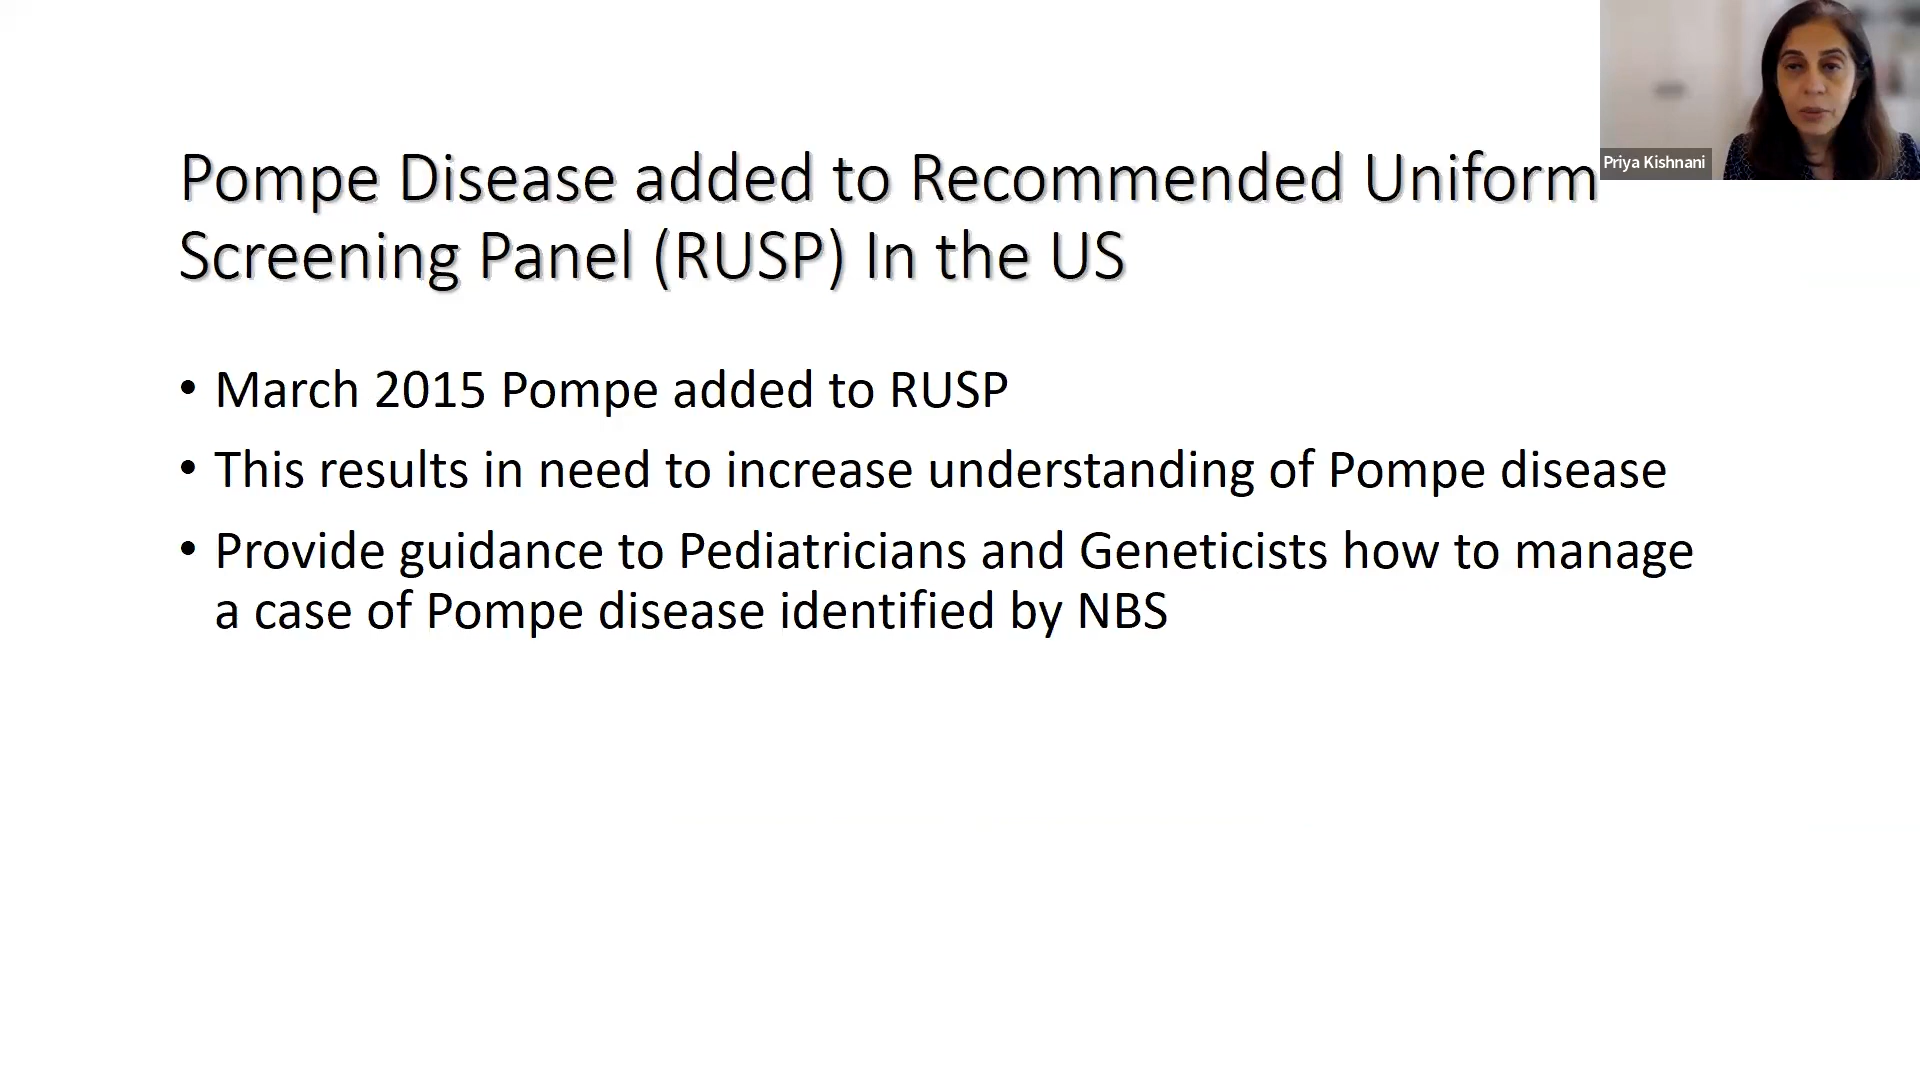 Pompe Disease added to Recommended Uniform
Screening Panel (RUSP) In the US
Priya Kishnani
• March 2015 Pompe added to RUSP
• This results in need to increase understanding of Pompe disease
• Provide guidance to Pediatricians and Geneticists how to manage
a case of Pompe disease identified by NBS